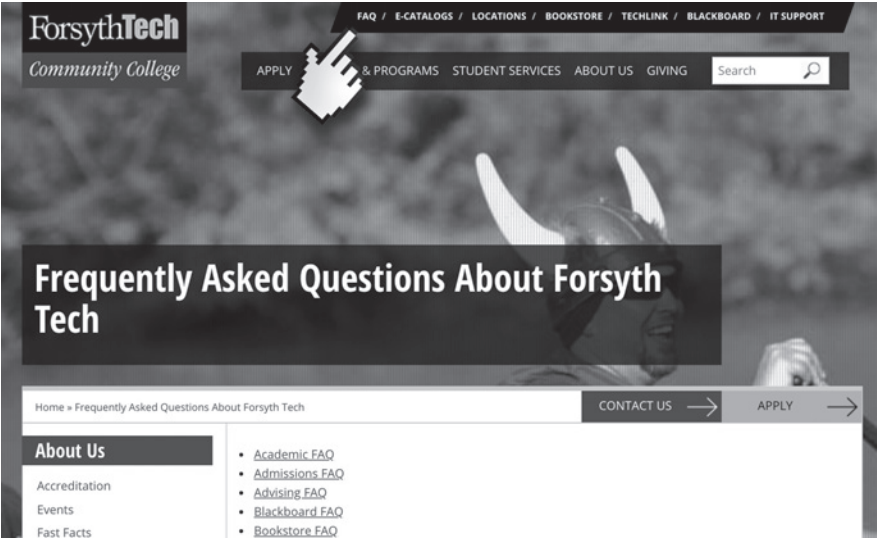 ForsythTech
Community College
FAQ / E-CATALOGS / LOCATIONS / BOOKSTORE / TECHLINK / BLACKBOARD / IT SUPPORT
APPLY & PROGRAMS STUDENT SERVICES ABOUT US GIVING Search
Frequently Asked Questions About Forsyth
Tech
Home » Frequently Asked Questions About Forsyth Tech
CONTACT US
APPLY
About Us
Accreditation
Events
Fast Facts
• Academic FAQ
• Admissions FAQ
• Advising FAQ
• Blackboard FAQ
• Bookstore FAQ